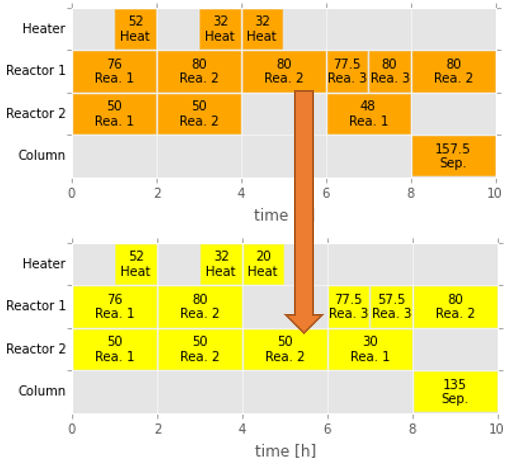 52 32 32
Heater
Heat Heat Heat
76 80 80 77.5 80 80
Reactor 1
Rea. 1 Rea. 2 Rea. 2 Rea. 3 Rea. 3 Rea. 2
50 50 48
Reactor 2
Rea. 1 Rea. 2 Rea. 1
157.5
Column
Sep.
0 2 4 6 8 10
time
52 32 20
Heater
Heat Heat Heat
76 80 77.5 57.5 80
Reactor 1
Rea. 1 Rea. 2 Rea. 3 Rea. 3 Rea. 2
50 50 50 30
Reactor 2
Rea. 1 Rea. 2 Rea. 2 Rea. 1
135
Column
Sep.
0 2 4 6 8 10
time [h]